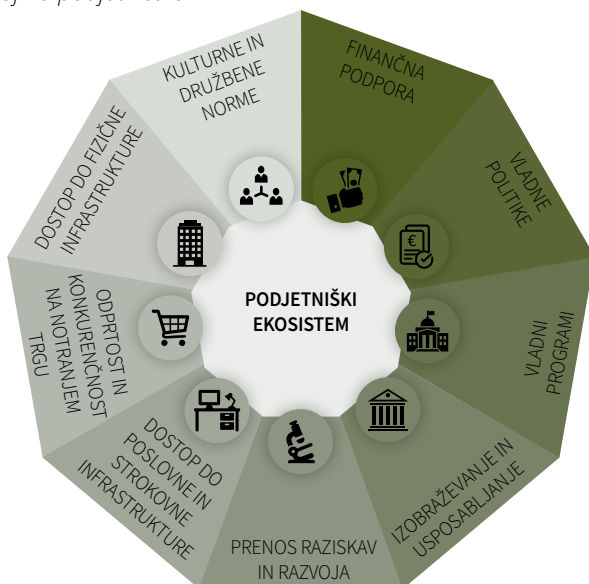 PODJETNIŠKI
EKOSISTEM
FINANČNA
PODPORA
VLADNE
POLITIKE
VLADNI
PROGRAMI
IZOBRAŽEVANJE IN
USPOSABLJANJE
PRENOS RAZISKAV
IN RAZVOJA
DOSTOP DO
POSLOVNE IN
STROKOVNE
INFRASTRUKTURE
ODPRTOST IN
KONKURENČNOST
NA NOTRANJEM
TRGU
DOSTOP DO FIZIČNE
INFRASTRUKTURE
KULTURNE IN
DRUŽBENE
NORME
€